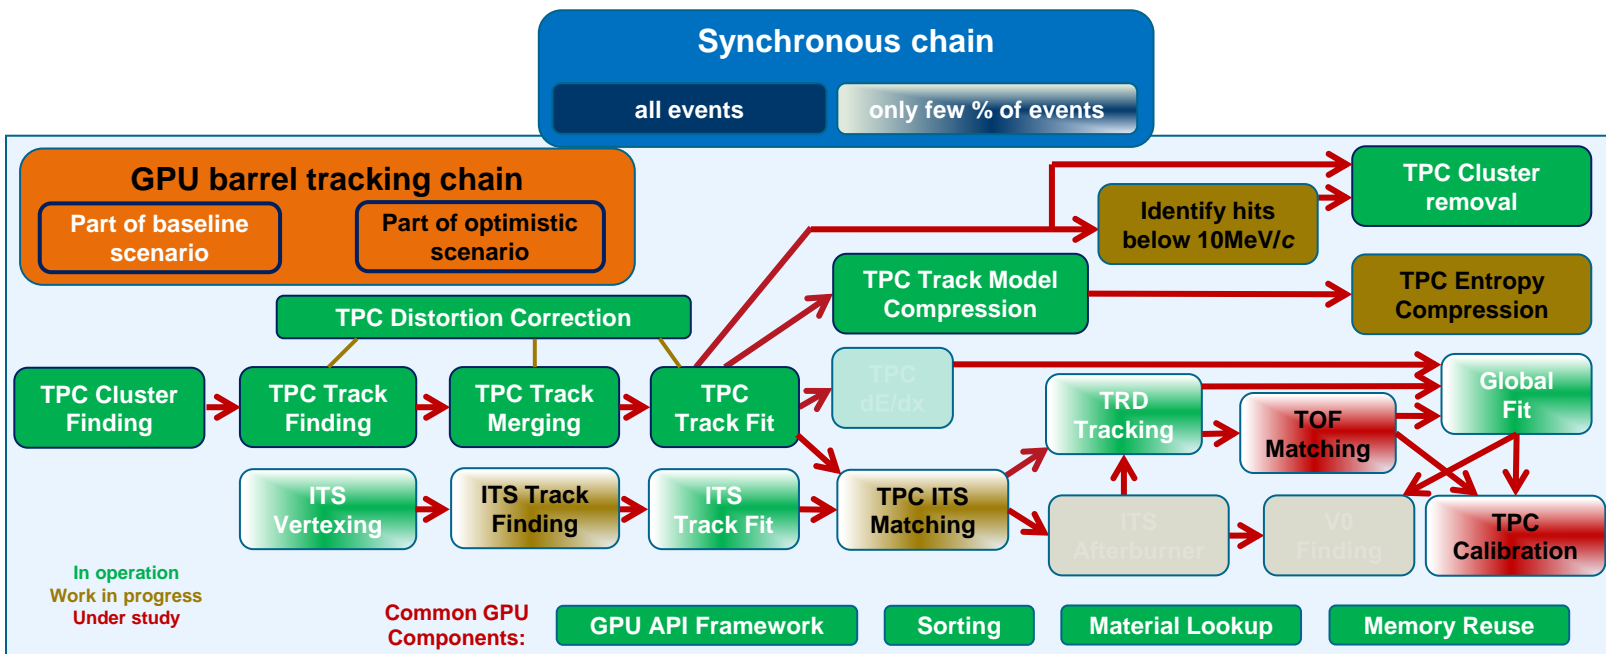 Synchronous chain
all events
only few % of events
GPU barrel tracking chain
Part of baseline
scenario
Part of optimistic
scenario
TPC Cluster
removal
Identify hits
below 10MeV/c
TPC Track Model
Compression
TPC Entropy
Compression
TPC Distortion Correction
TPC Cluster
Finding
TPC Track
Finding
TPC Track
Merging
TPC
Track Fit
TPC
dE/dx
TRD
Tracking
TOF
Matching
Global
Fit
ITS
Vertexing
ITS Track
Finding
ITS
Track Fit
TPC ITS
Matching
ITS
Afterburner
V0
Finding
TPC
Calibration
In operation
Work in progress
Under study
Common GPU
Components:
GPU API Framework
Sorting
Material Lookup
Memory Reuse